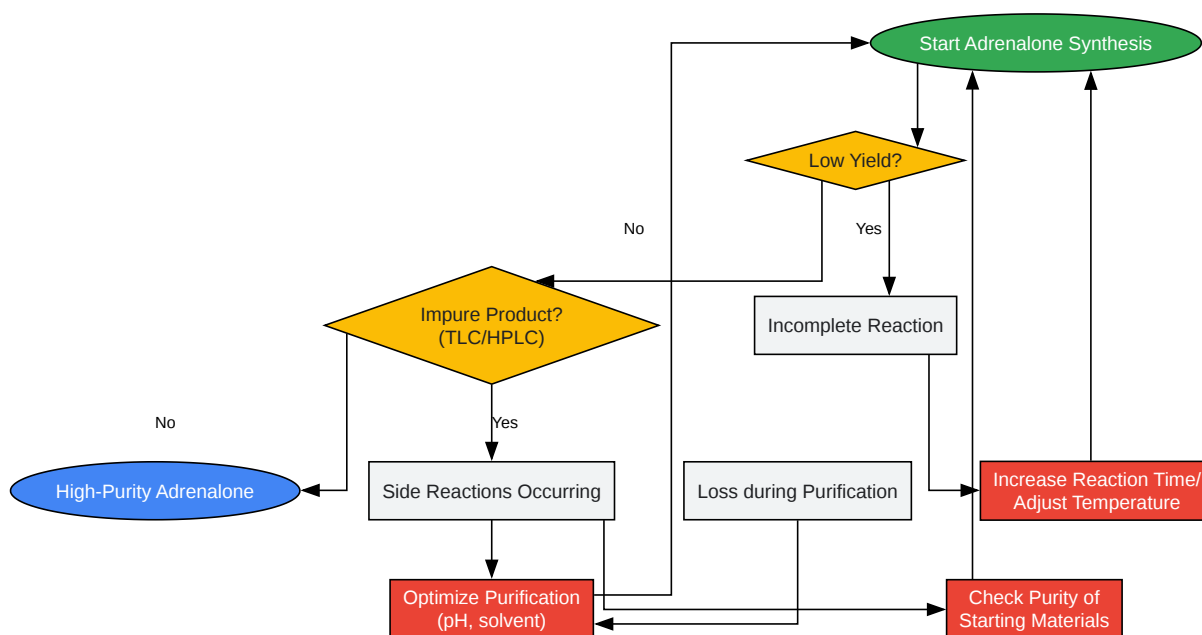 Start Adrenalone Synthesis
Low Yield?
No
Yes
Impure Product?
(TLC/HPLC)
Incomplete Reaction
No
Yes
High-Purity Adrenalone
Side Reactions Occurring
Loss during Purification
Increase Reaction Time/
Adjust Temperature
Optimize Purification
(pH, solvent)
Check Purity of
Starting Materials